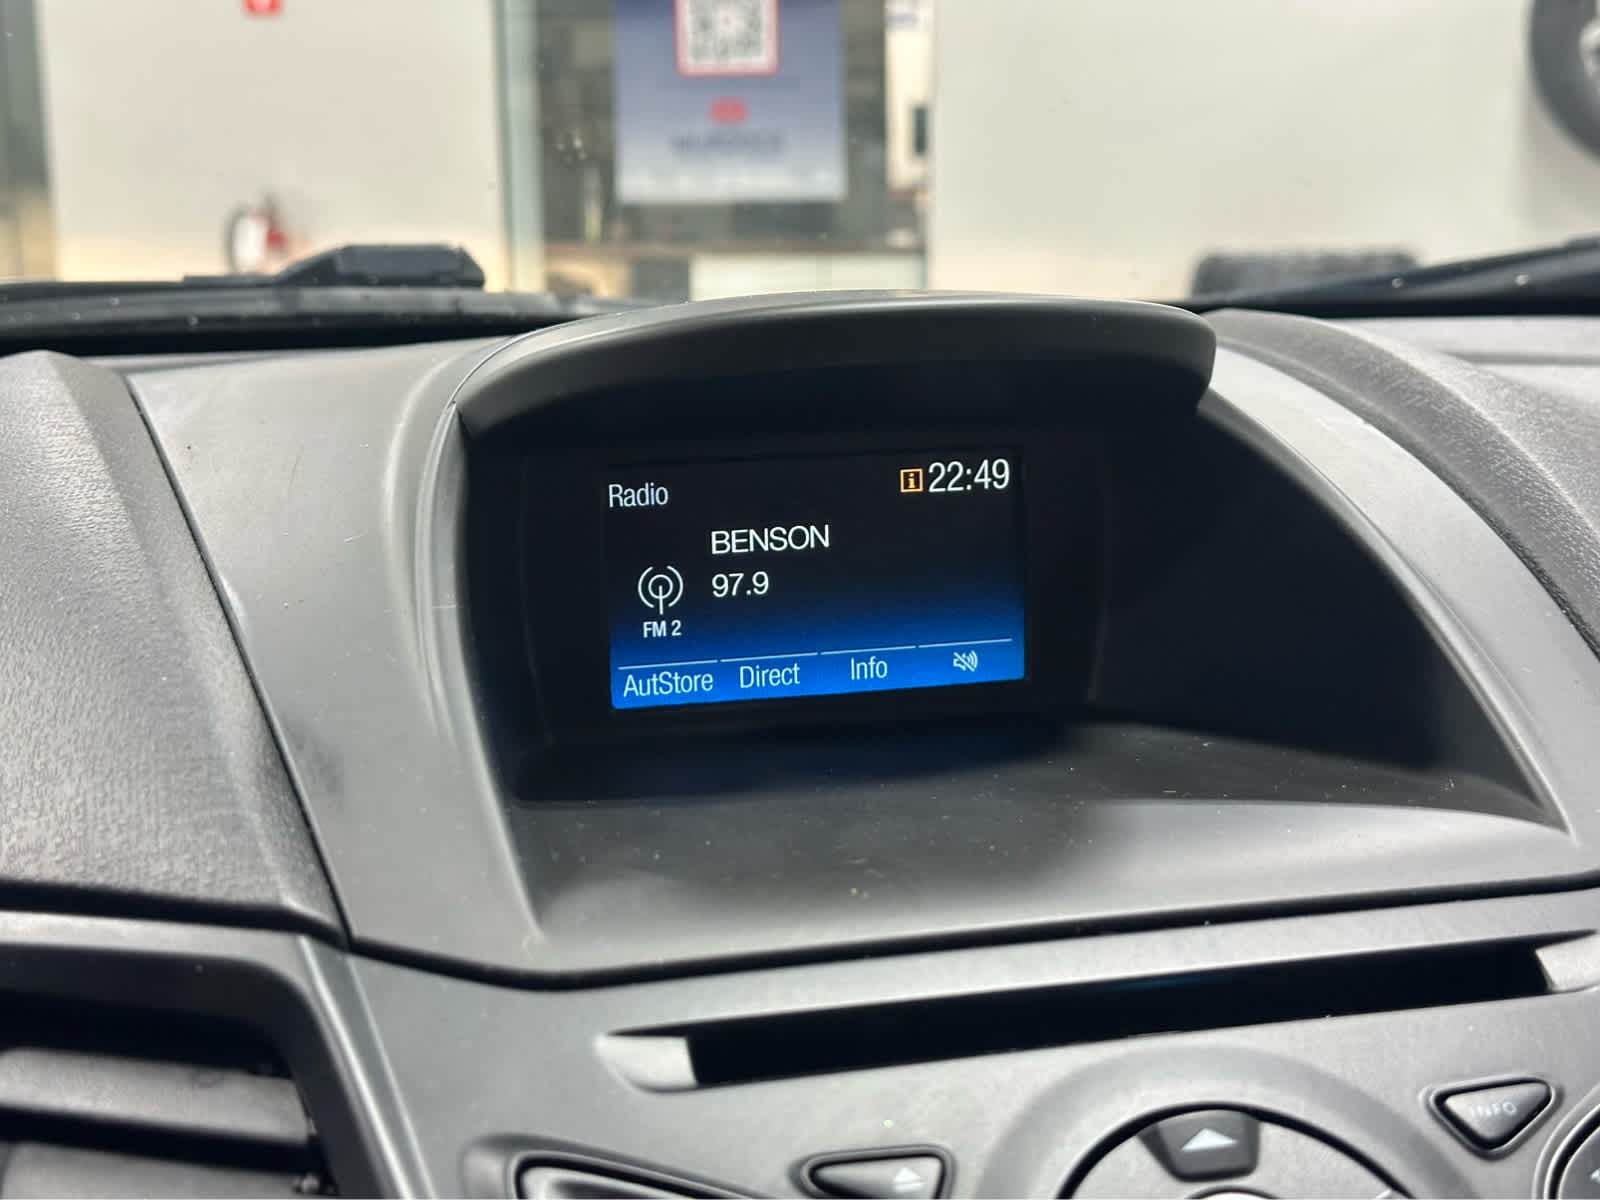 Radio
22:49
BENSON
97.9
FM 2
AutStore Direct Info
INFO